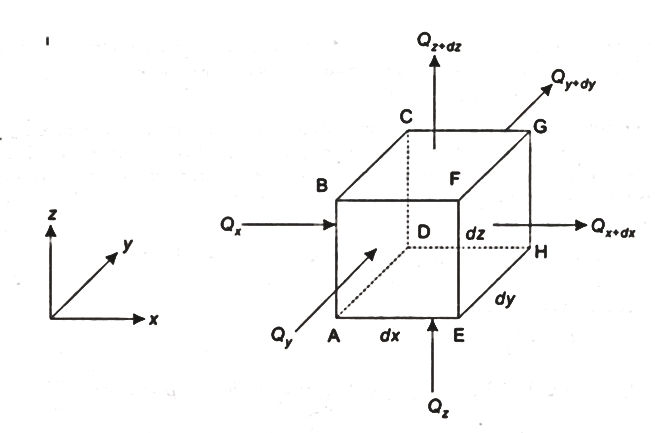 Q_{z+dz}
Q_{y+dy}
C
G
B
F
z
y
Q_x
D
dz
Q_{x+dx}
H
dy
x
Q_y
A
dx
E
Q_z